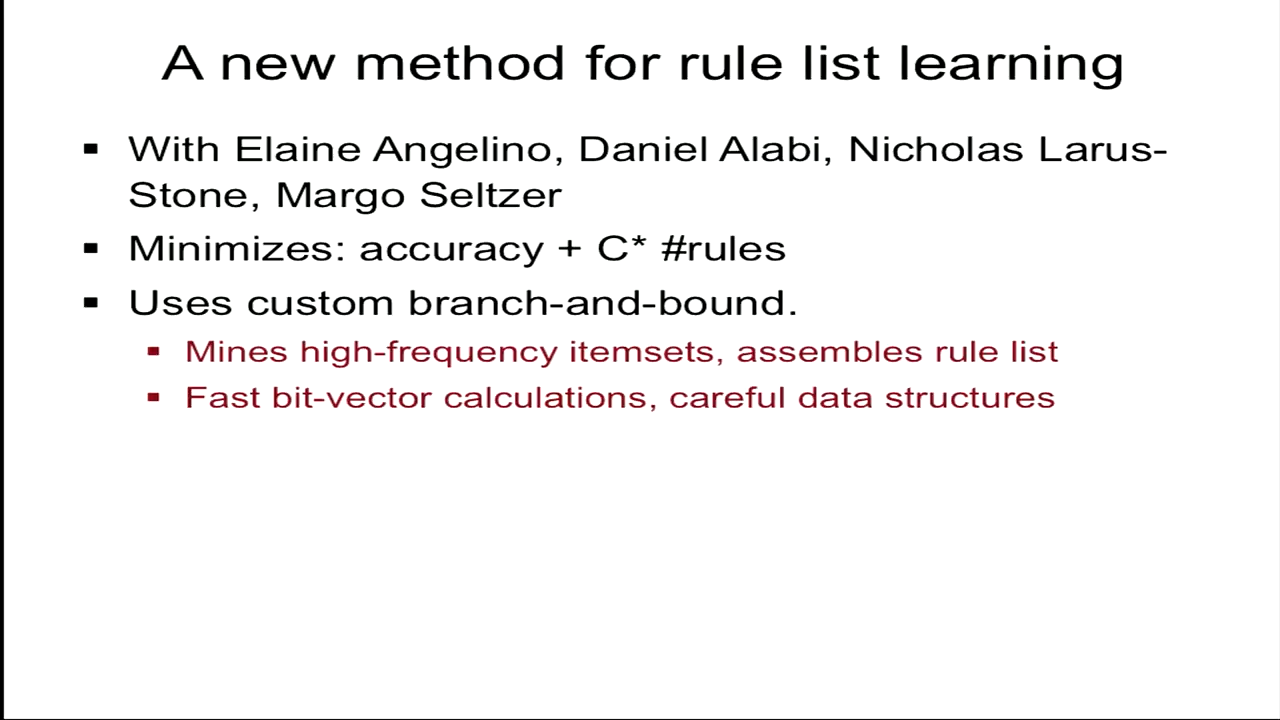 A new method for rule list learning
▪ With Elaine Angelino, Daniel Alabi, Nicholas Larus-
Stone, Margo Seltzer
▪ Minimizes: accuracy + C* #rules
▪ Uses custom branch-and-bound.
▪ Mines high-frequency itemsets, assembles rule list
▪ Fast bit-vector calculations, careful data structures